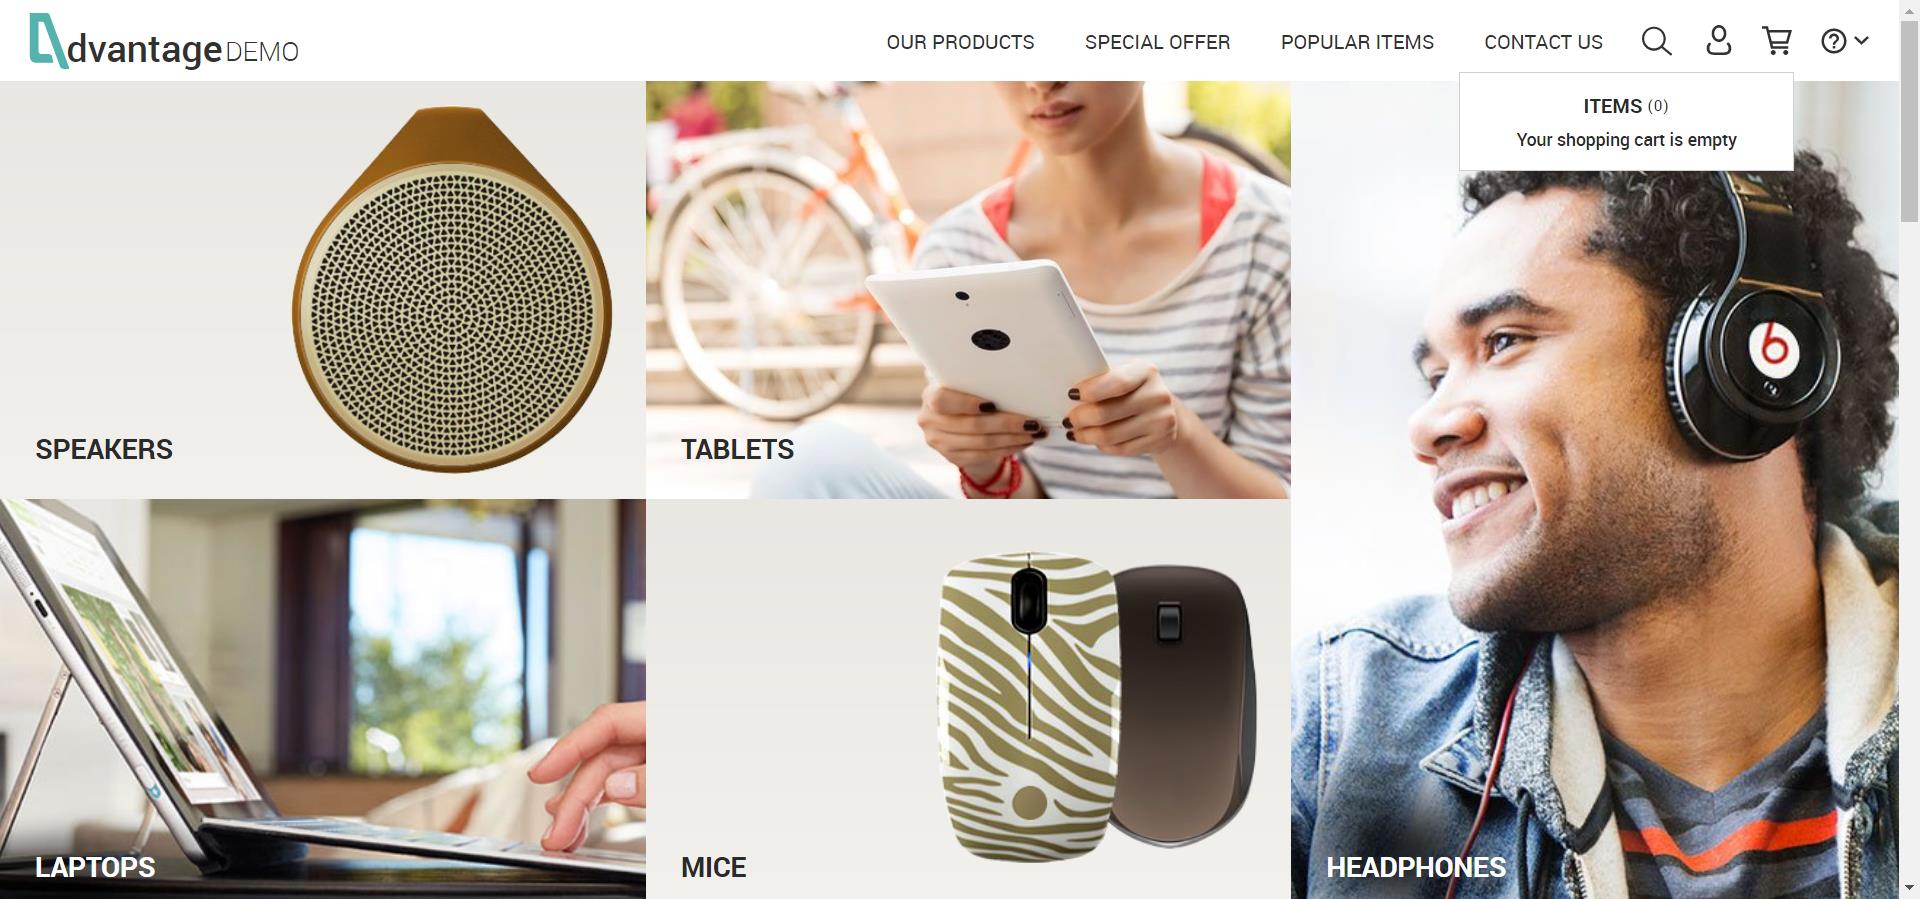 dvantage DEMO
OUR PRODUCTS SPECIAL OFFER POPULAR ITEMS CONTACT US
ITEMS (0)
Your shopping cart is empty
SPEAKERS
TABLETS
LAPTOPS
MICE
HEADPHONES